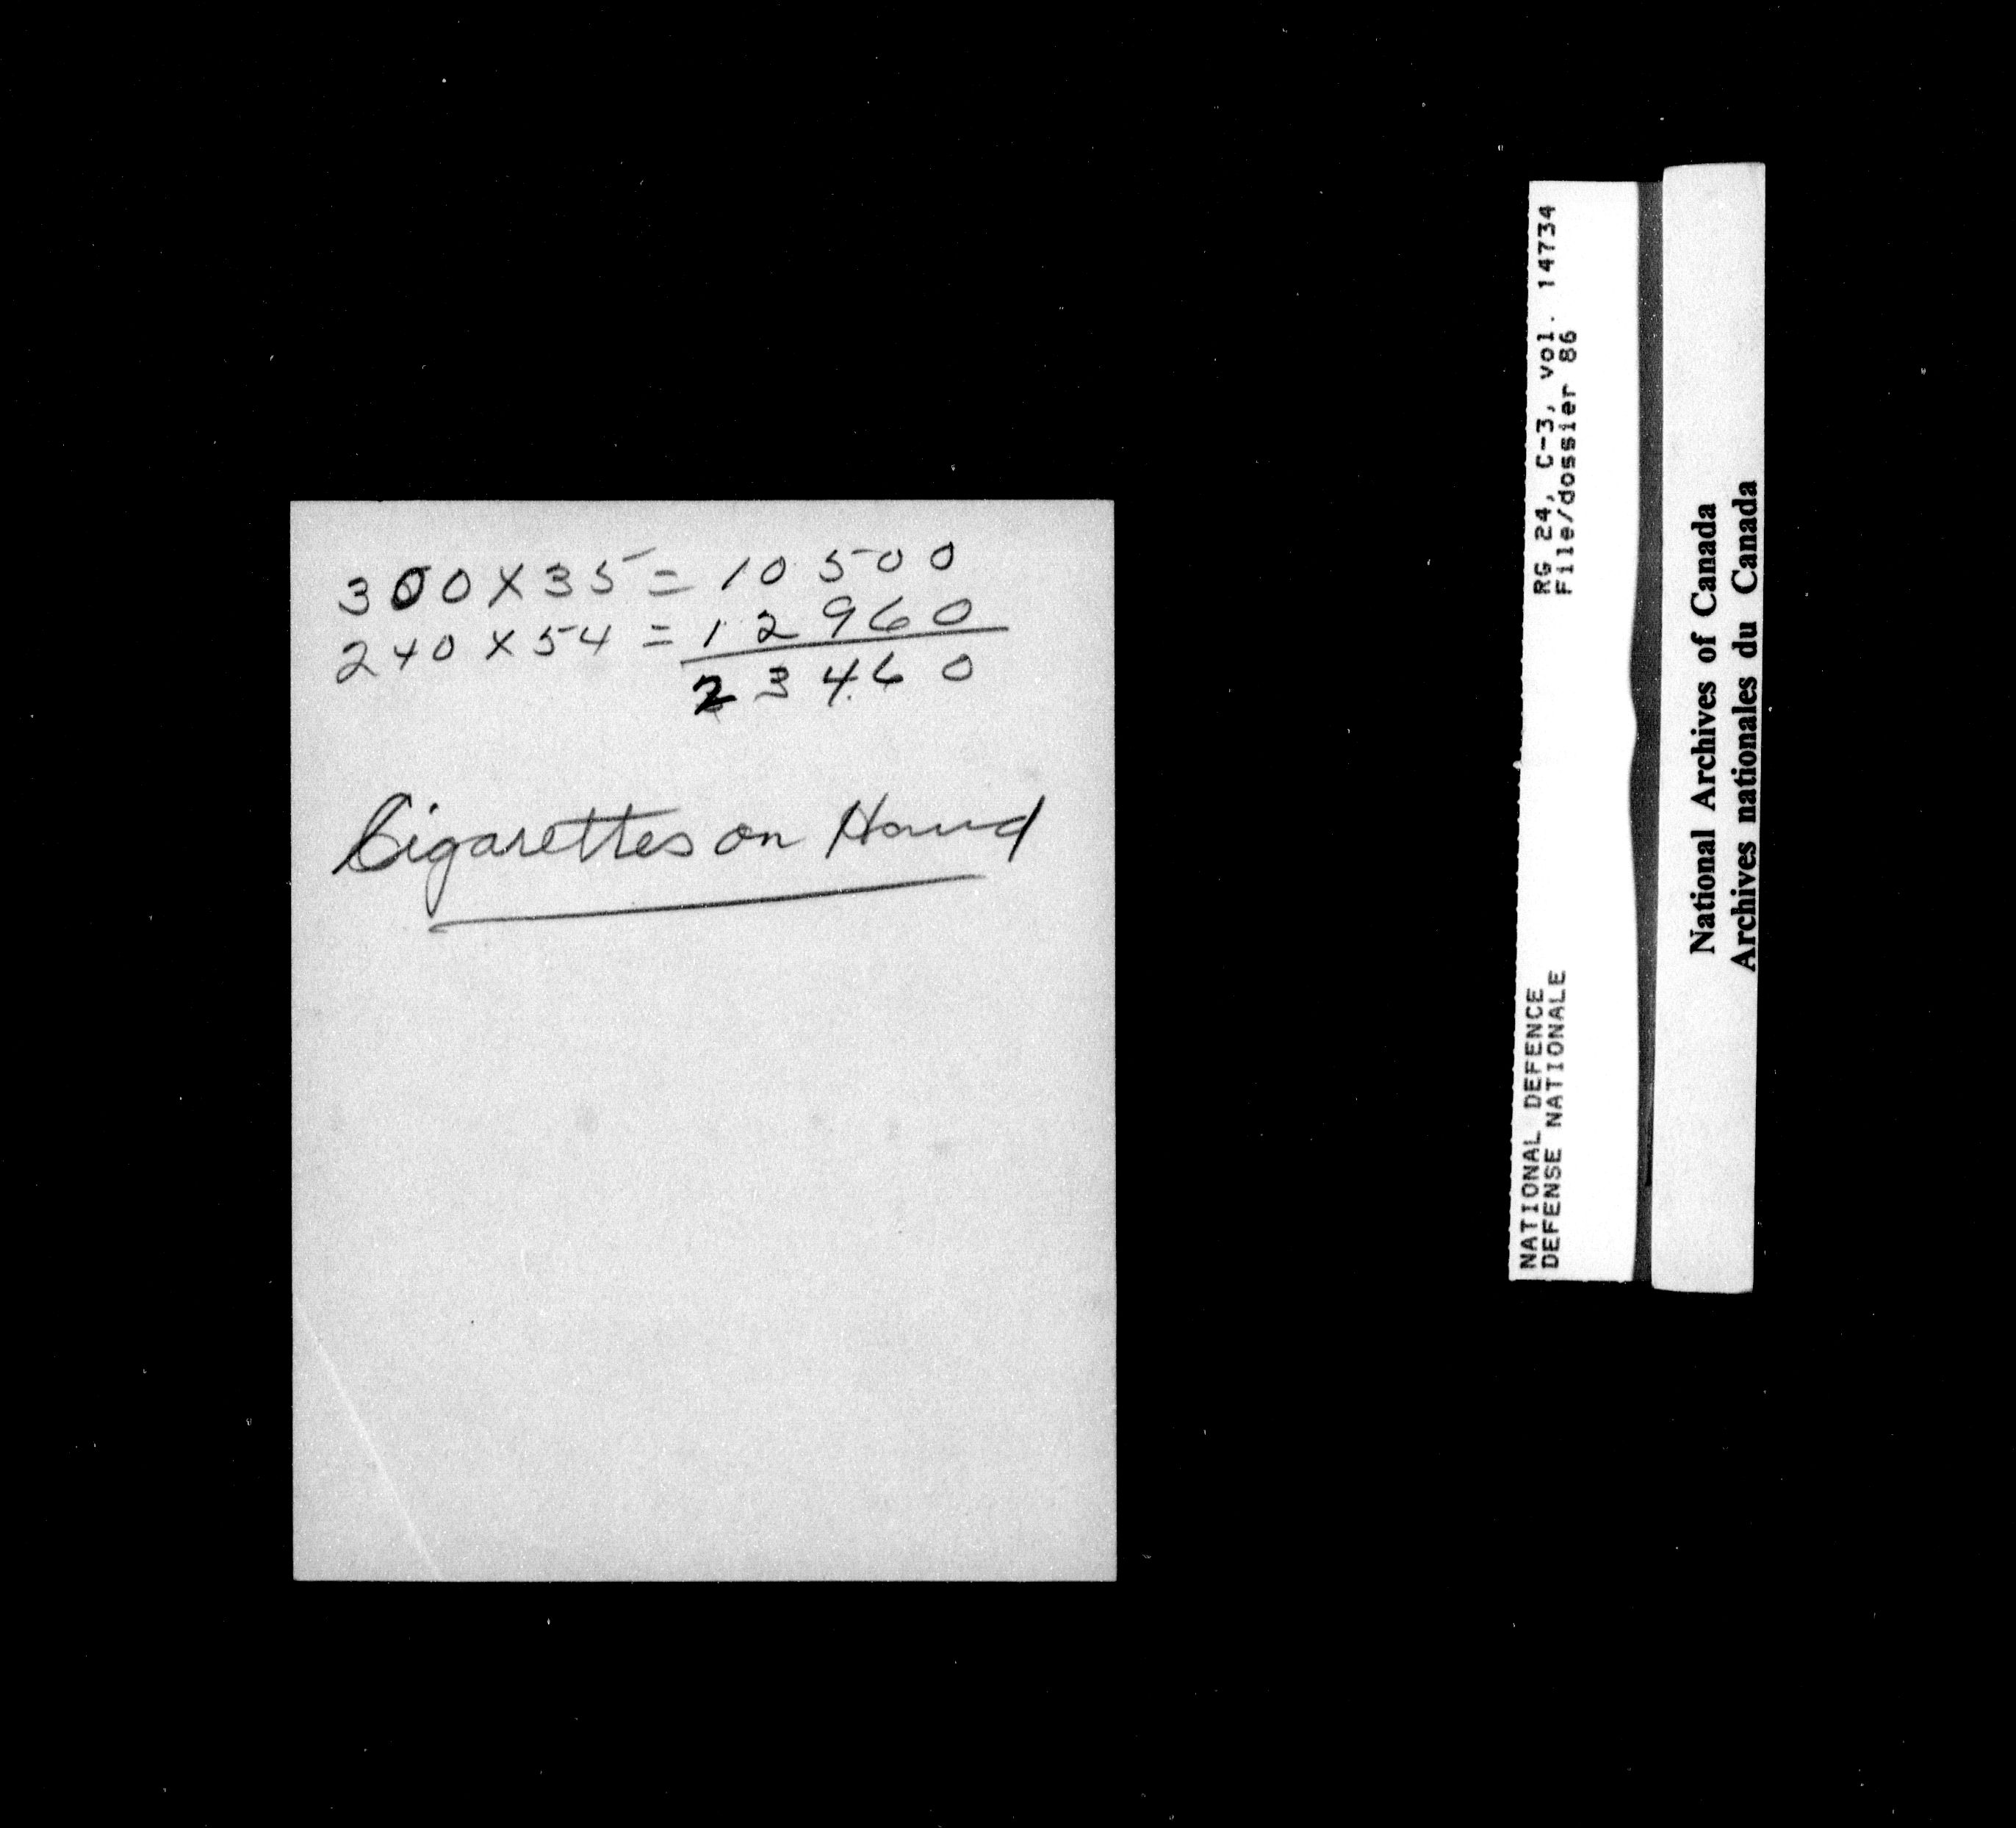 300 X 35 = 10500
240 X 54 = 12960
23460
Cigarettes on Hand
NATIONAL DEFENCE RG 24, C-3, vol. 14734
DEFENSE NATIONALE File/dossier 86
National Archives of Canada
Archives nationales du Canada